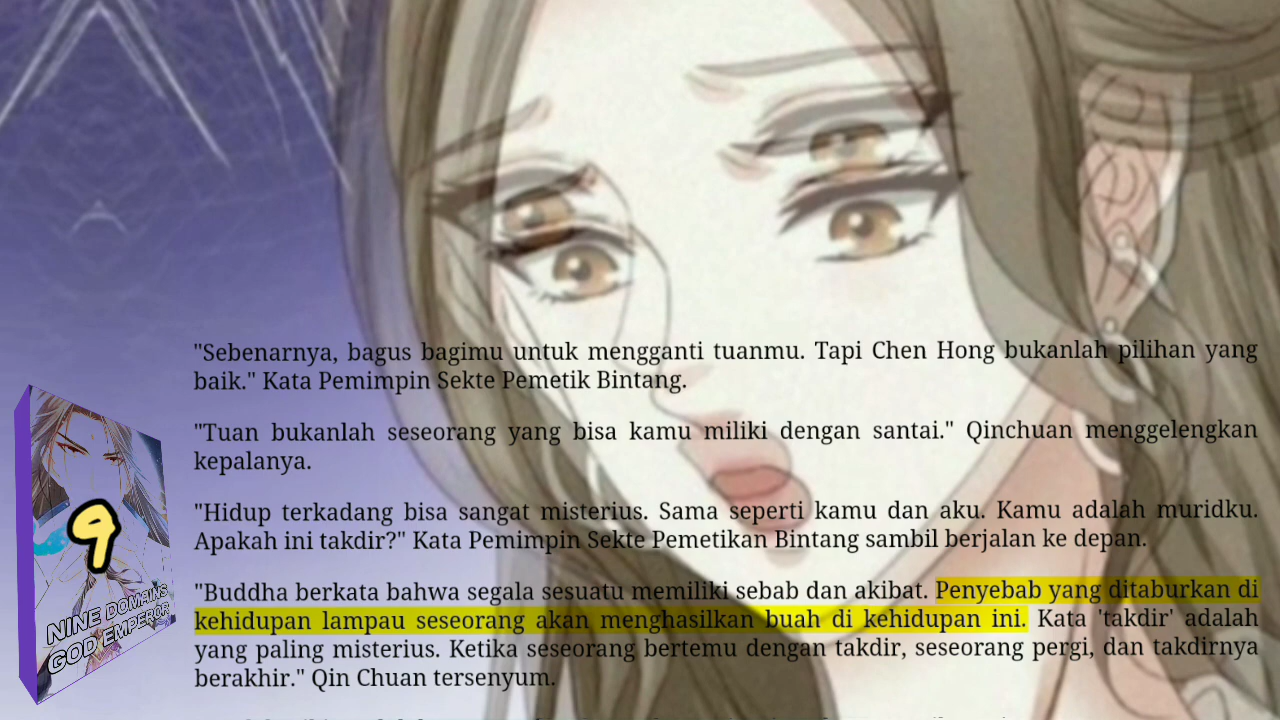 "Sebenarnya, bagus bagimu untuk mengganti tuanmu. Tapi Chen Hong bukanlah pilihan yang
baik." Kata Pemimpin Sekte Pemetik Bintang.
"Tuan bukanlah seseorang yang bisa kamu miliki dengan santai." Qinchuan menggelengkan
kepalanya.
"Hidup terkadang bisa sangat misterius. Sama seperti kamu dan aku. Kamu adalah muridku.
Apakah ini takdir?" Kata Pemimpin Sekte Pemetikan Bintang sambil berjalan ke depan.
"Buddha berkata bahwa segala sesuatu memiliki sebab dan akibat. Penyebab yang ditaburkan di
kehidupan lampau seseorang akan menghasilkan buah di kehidupan ini. Kata 'takdir' adalah
yang paling misterius. Ketika seseorang bertemu dengan takdir, seseorang pergi, dan takdirnya
berakhir." Qin Chuan tersenyum.
9
NINE DOMAINS
GOD EMPEROR